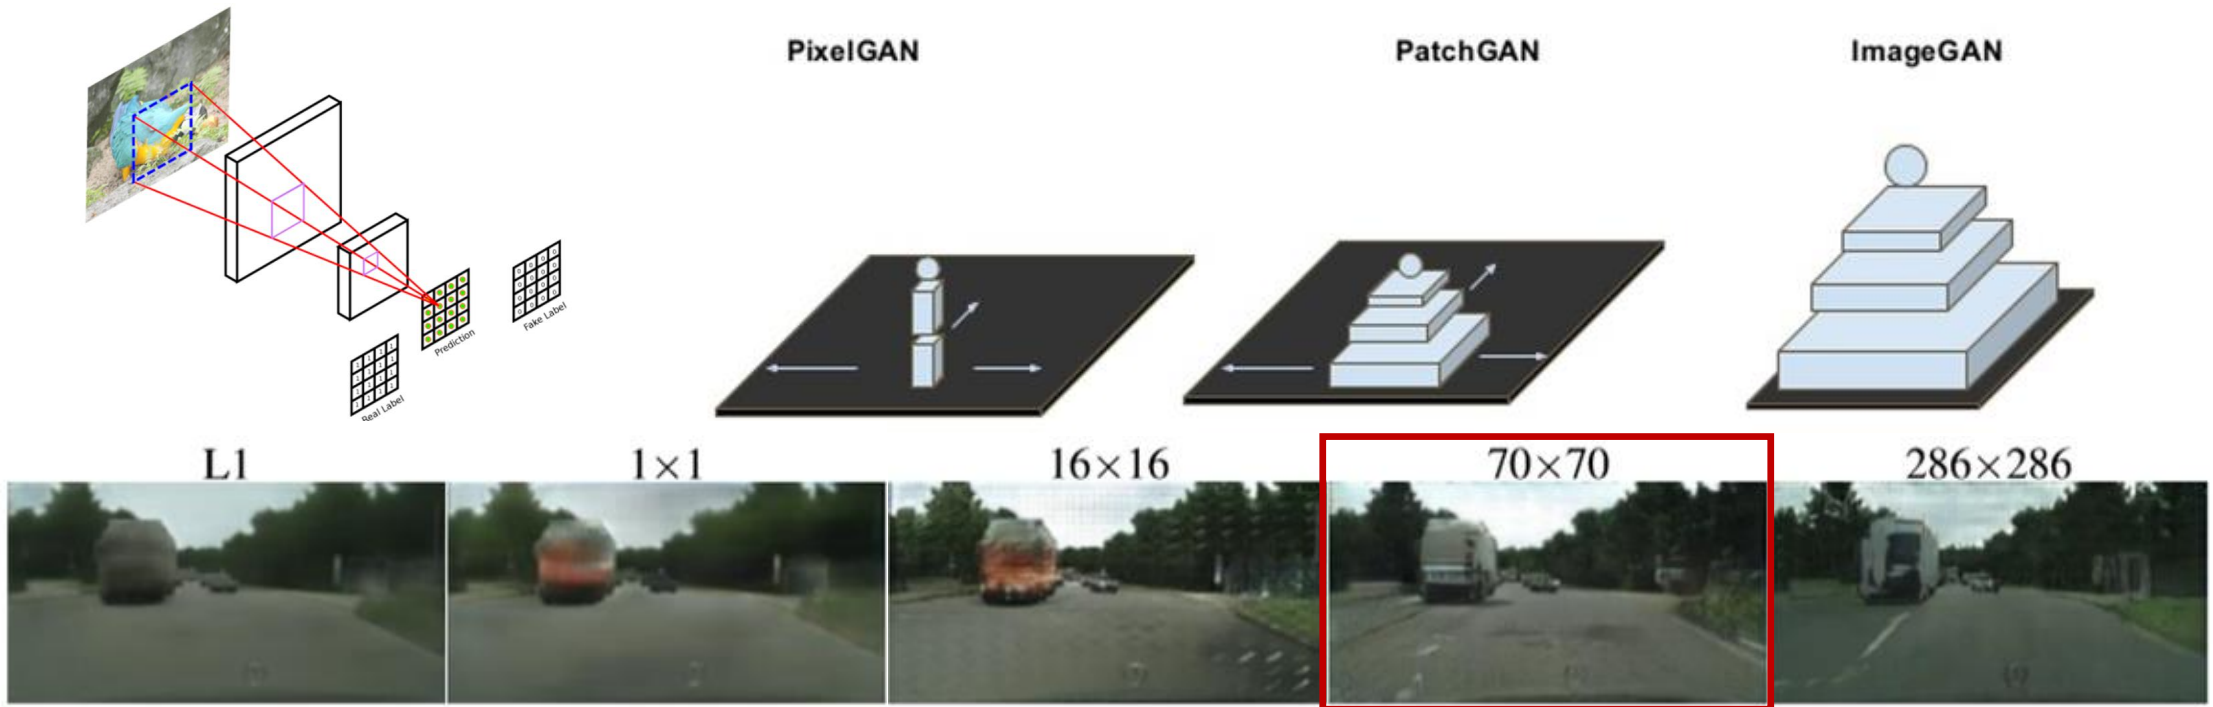 PixelGAN
PatchGAN
ImageGAN
Prediction
Fake Label
Real Label
L1
1×1
16×16
70×70
286×286